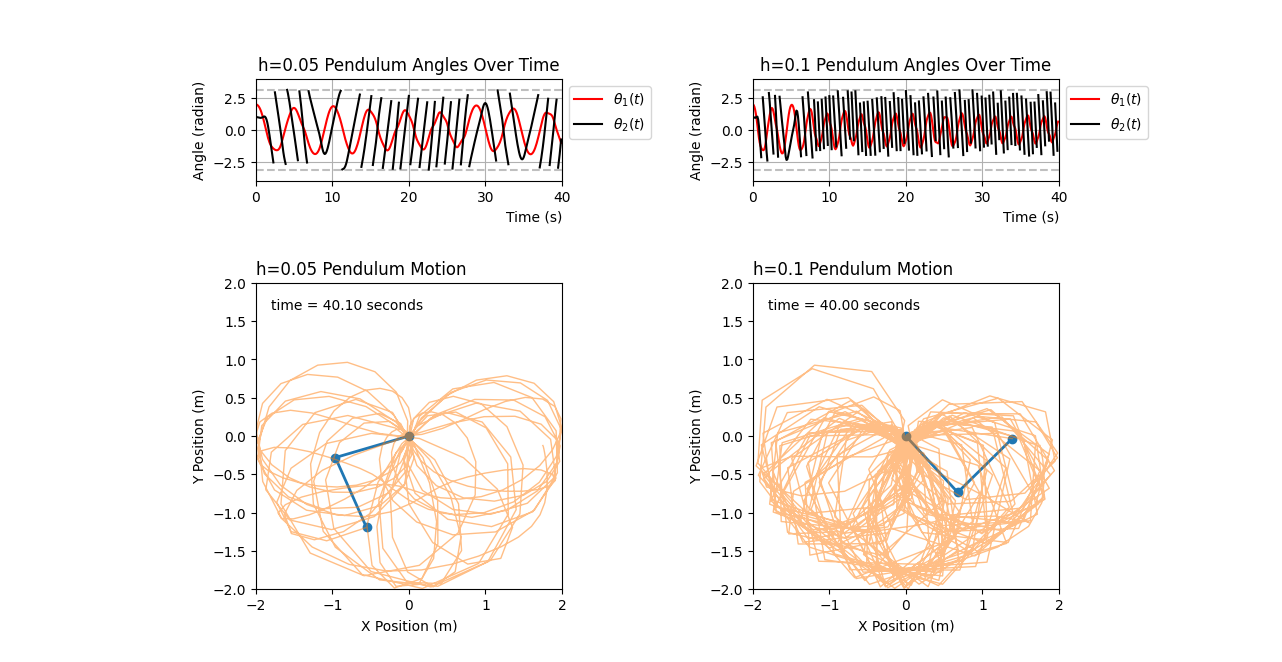 h=0.05 Pendulum Angles Over Time
Angle (radian)
2.5
0.0
−2.5
0 10 20 30 40
Time (s)
θ1(t)
θ2(t)
h=0.1 Pendulum Angles Over Time
Angle (radian)
2.5
0.0
−2.5
0 10 20 30 40
Time (s)
θ1(t)
θ2(t)
h=0.05 Pendulum Motion
time = 40.10 seconds
Y Position (m)
2.0
1.5
1.0
0.5
0.0
−0.5
−1.0
−1.5
−2.0
−2 −1 0 1 2
X Position (m)
h=0.1 Pendulum Motion
time = 40.00 seconds
Y Position (m)
2.0
1.5
1.0
0.5
0.0
−0.5
−1.0
−1.5
−2.0
−2 −1 0 1 2
X Position (m)